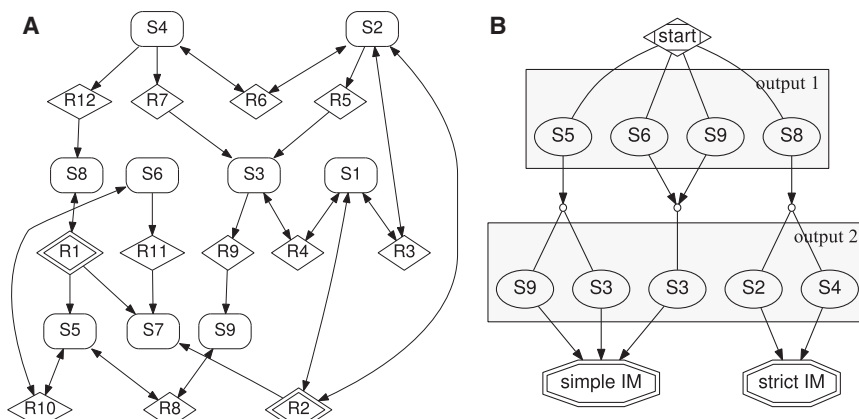 A
S4
S2
R12
R7
R6
R5
S8
S6
S3
S1
R1
R11
R9
R4
R3
S5
S7
S9
R10
R8
R2
B
start
output 1
S5
S6
S9
S8
output 2
S9
S3
S3
S2
S4
simple IM
strict IM